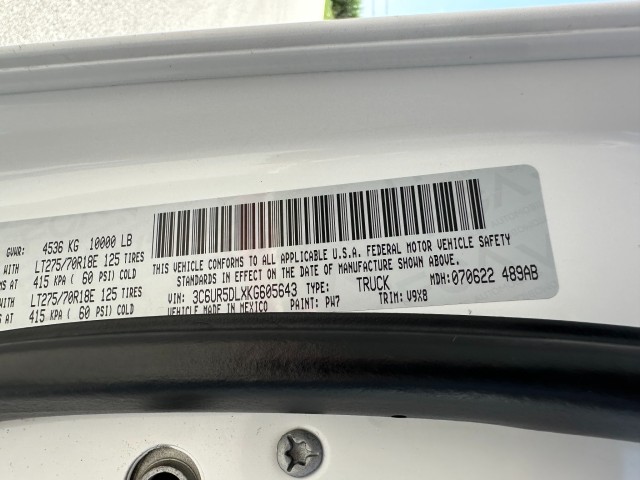 GVWR: 4536 KG 10000 LB
WITH LT275/70R18E 125 TIRES
AT 415 KPA ( 60 PSI) COLD
WITH LT275/70R18E 125 TIRES
S AT 415 KPA ( 60 PSI) COLD
THIS VEHICLE CONFORMS TO ALL APPLICABLE U.S.A. FEDERAL MOTOR VEHICLE SAFETY
STANDARDS IN EFFECT ON THE DATE OF MANUFACTURE SHOWN ABOVE.
VIN: 3C6UR5DLXKG605643 TYPE: TRUCK MDH: 070622 489AB
VEHICLE MADE IN MEXICO PAINT: PW7 TRIM: V9X8